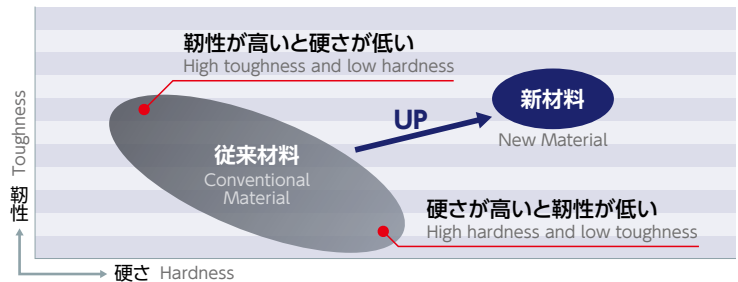 靭性が高いと硬さが低い
High toughness and low hardness
新材料
UP
New Material
従来材料
Conventional
Material
硬さが高いと靭性が低い
High hardness and low toughness
靭性 Toughness
硬さ Hardness